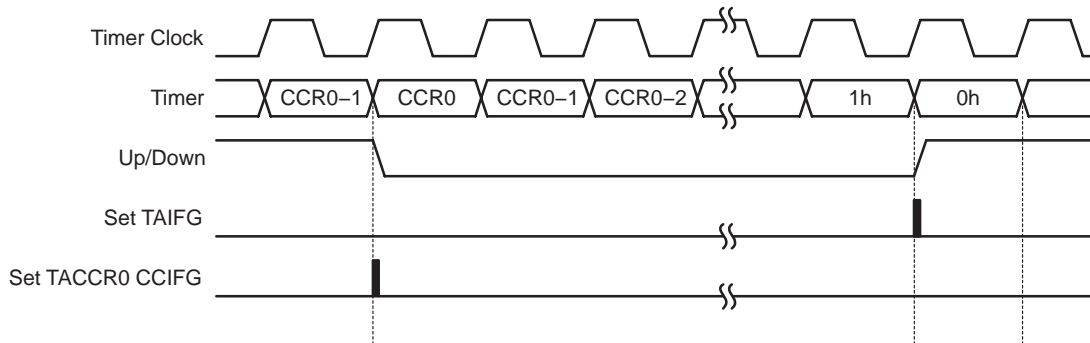 Timer Clock
Timer
CCR0–1 CCR0 CCR0–1 CCR0–2 1h 0h
Up/Down
Set TAIFG
Set TACCR0 CCIFG